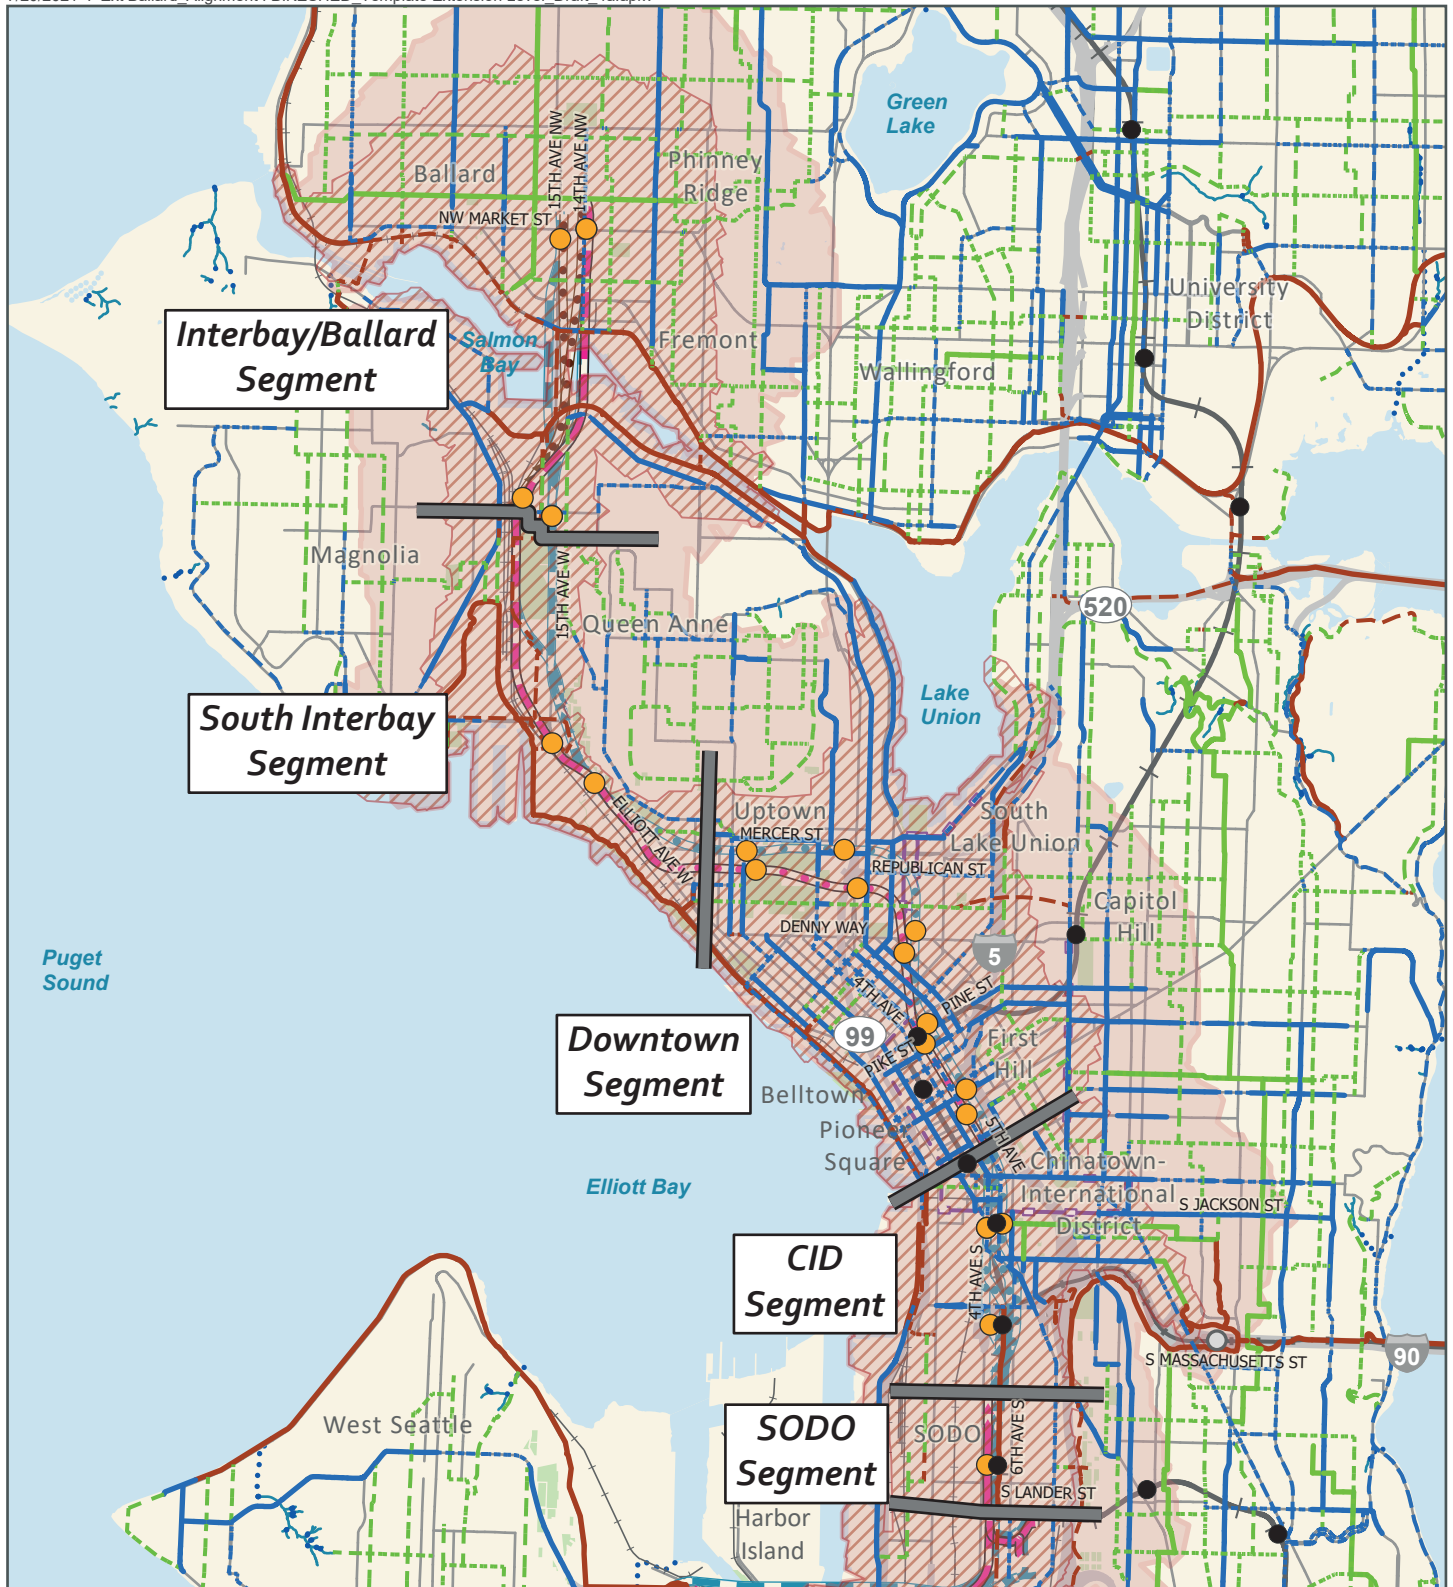 Green
Lake
15TH AVE NW
14TH AVE NW
Ballard
Phinney
Ridge
NW MARKET ST
University
District
Interbay/Ballard
Segment
Salmon
Bay
Fremont
Wallingford
Magnolia
15TH AVE W
Queen Anne
520
South Interbay
Segment
Lake
Union
ELLIOTT AVE W
Uptown
MERCER ST
South
Lake Union
REPUBLICAN ST
Capitol
Hill
DENNY WAY
5
Puget
Sound
4TH AVE
PINE ST
99
PIKE ST
First
Hill
Downtown
Segment
Belltown
Pioneer
Square
5TH AVE
Chinatown-
International
District
S JACKSON ST
Elliott Bay
CID
Segment
4TH AVE S
S MASSACHUSETTS ST
90
West Seattle
SODO
Segment
SODO
6TH AVE S
S LANDER ST
Harbor
Island